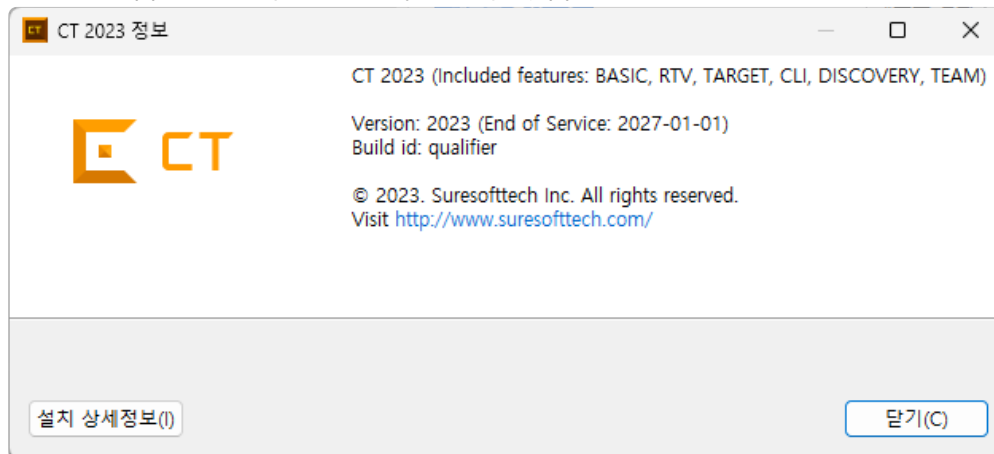 CT 2023 정보
CT 2023 (Included features: BASIC, RTV, TARGET, CLI, DISCOVERY, TEAM)
CT
Version: 2023 (End of Service: 2027-01-01)
Build id: qualifier
© 2023. Suresofttech Inc. All rights reserved.
Visit http://www.suresofttech.com/
설치 상세정보(I)
닫기(C)